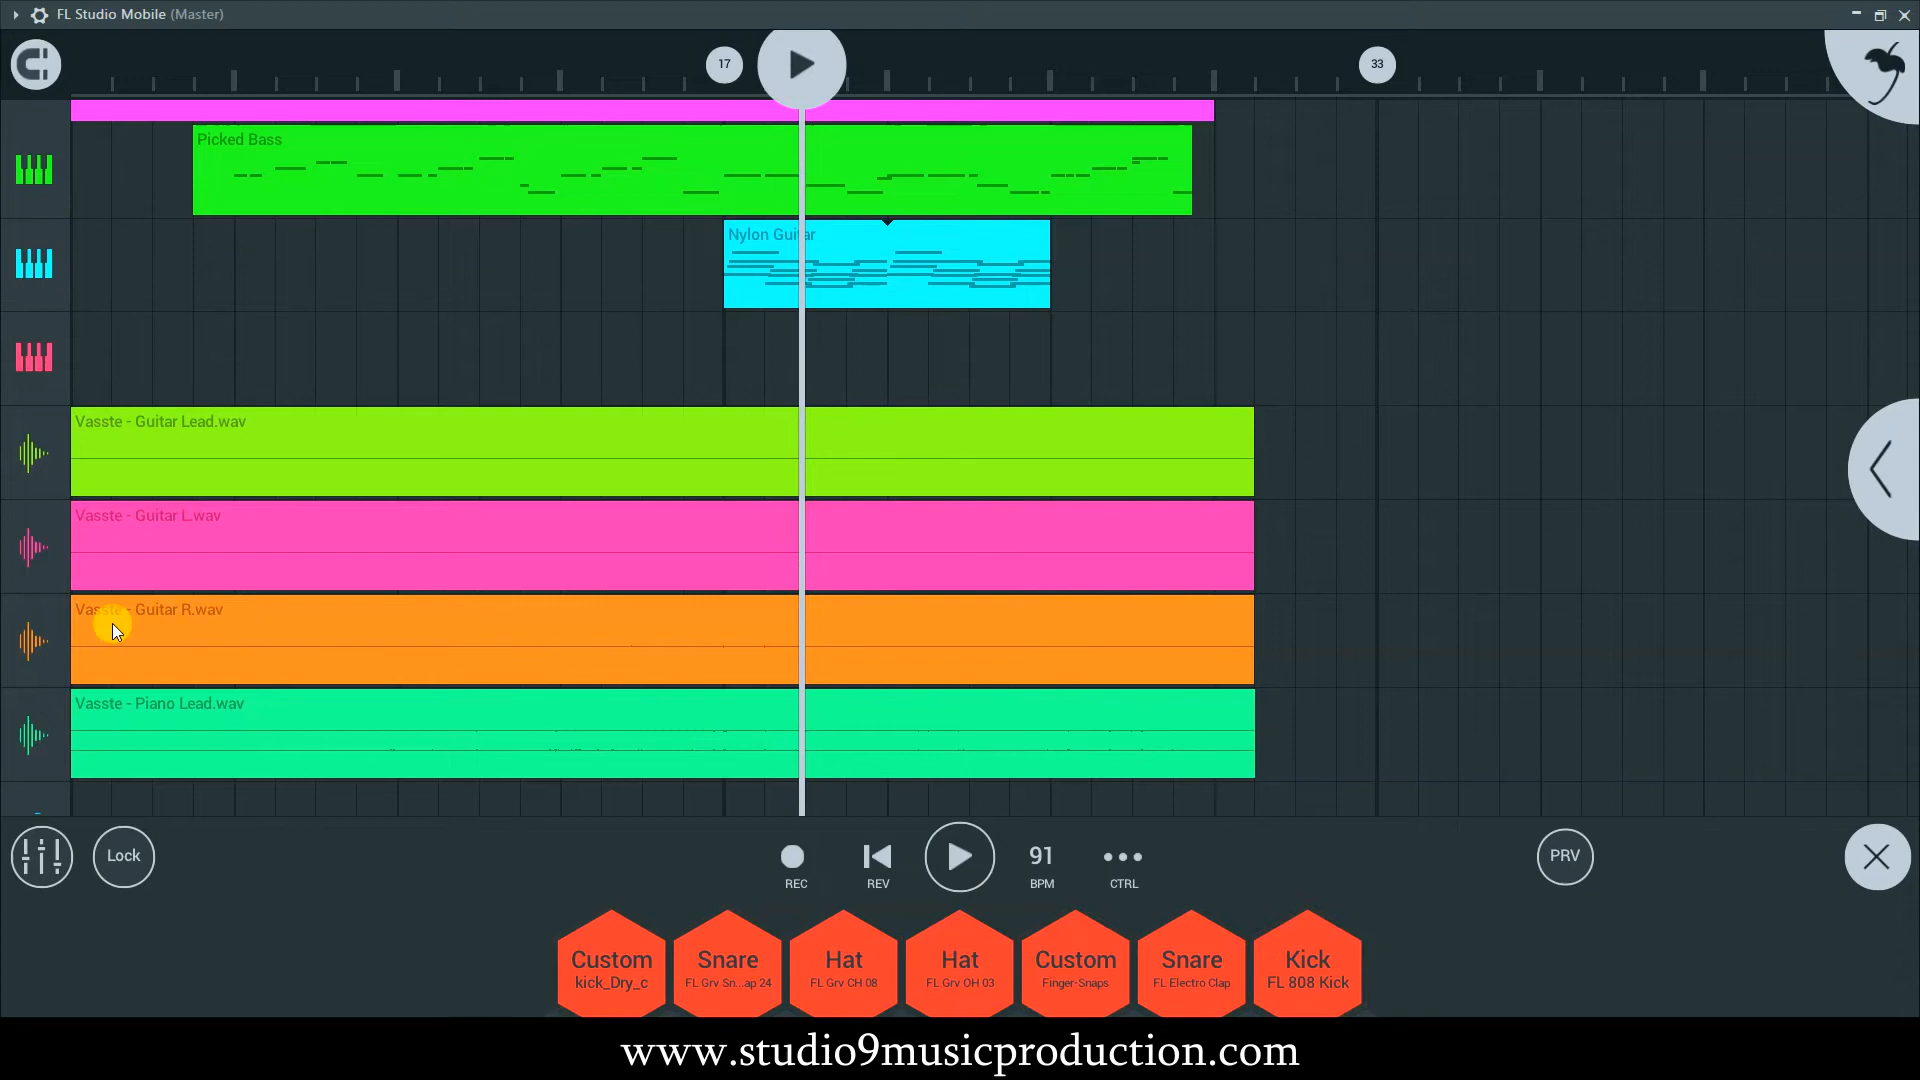 FL Studio Mobile (Master)
17
33
Picked Bass
Nylon Guitar
Vasste - Guitar Lead.wav
Vasste - Guitar L.wav
Vasste - Guitar R.wav
Vasste - Piano Lead.wav
Lock
REC
REV
91
BPM
CTRL
PRV
Custom
kick_Dry_c
Snare
FL Grv Sn...ap 24
Hat
FL Grv CH 08
Hat
FL Grv OH 03
Custom
Finger-Snaps
Snare
FL Electro Clap
Kick
FL 808 Kick
www.studio9musicproduction.com